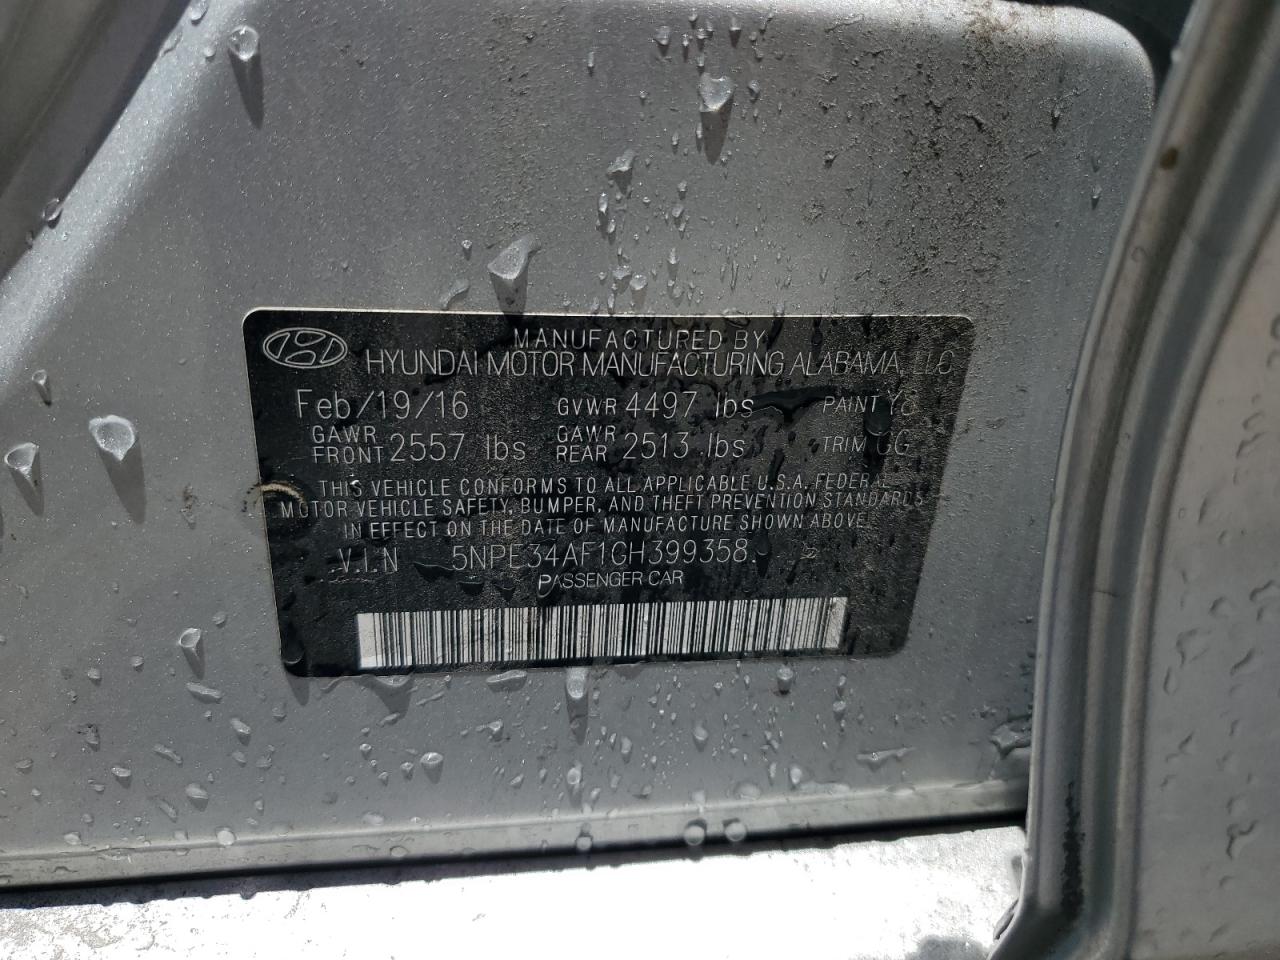 MANUFACTURED BY
HYUNDAI MOTOR MANUFACTURING ALABAMA, LLC
Feb/19/16 GVWR 4497 lbs PAINT
GAWR FRONT 2557 lbs GAWR REAR 2513 lbs TRIM
THIS VEHICLE CONFORMS TO ALL APPLICABLE U.S.A. FEDERAL
MOTOR VEHICLE SAFETY, BUMPER, AND THEFT PREVENTION STANDARDS
IN EFFECT ON THE DATE OF MANUFACTURE SHOWN ABOVE
V.I.N 5NPE34AF1GH399358
PASSENGER CAR